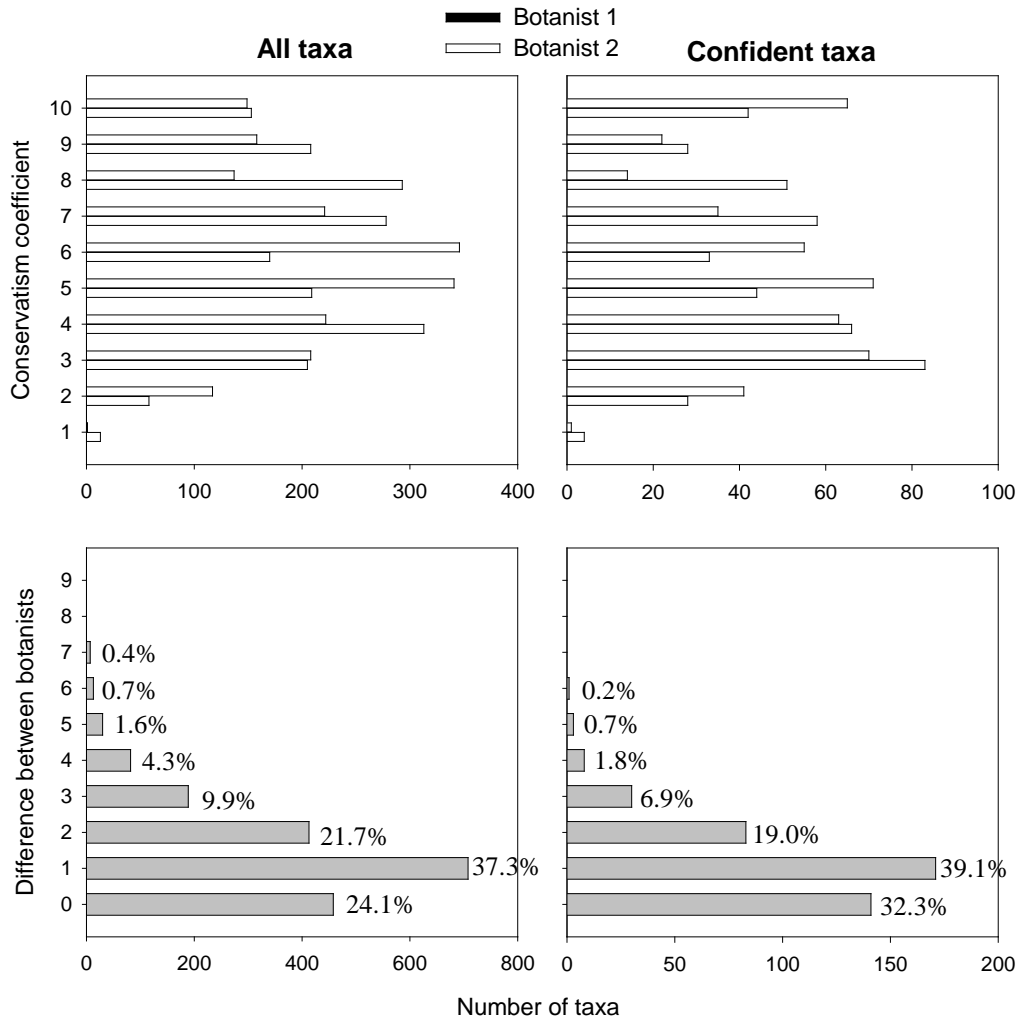 Botanist 1
Botanist 2
All taxa
Confident taxa
Conservatism coefficient
10
9
8
7
6
5
4
3
2
1
0 100 200 300 400
0 20 40 60 80 100
Difference between botanists
9
8
7 0.4%
6 0.7% 0.2%
5 1.6% 0.7%
4 4.3% 1.8%
3 9.9% 6.9%
2 21.7% 19.0%
1 37.3% 39.1%
0 24.1% 32.3%
0 200 400 600 800
0 50 100 150 200
Number of taxa